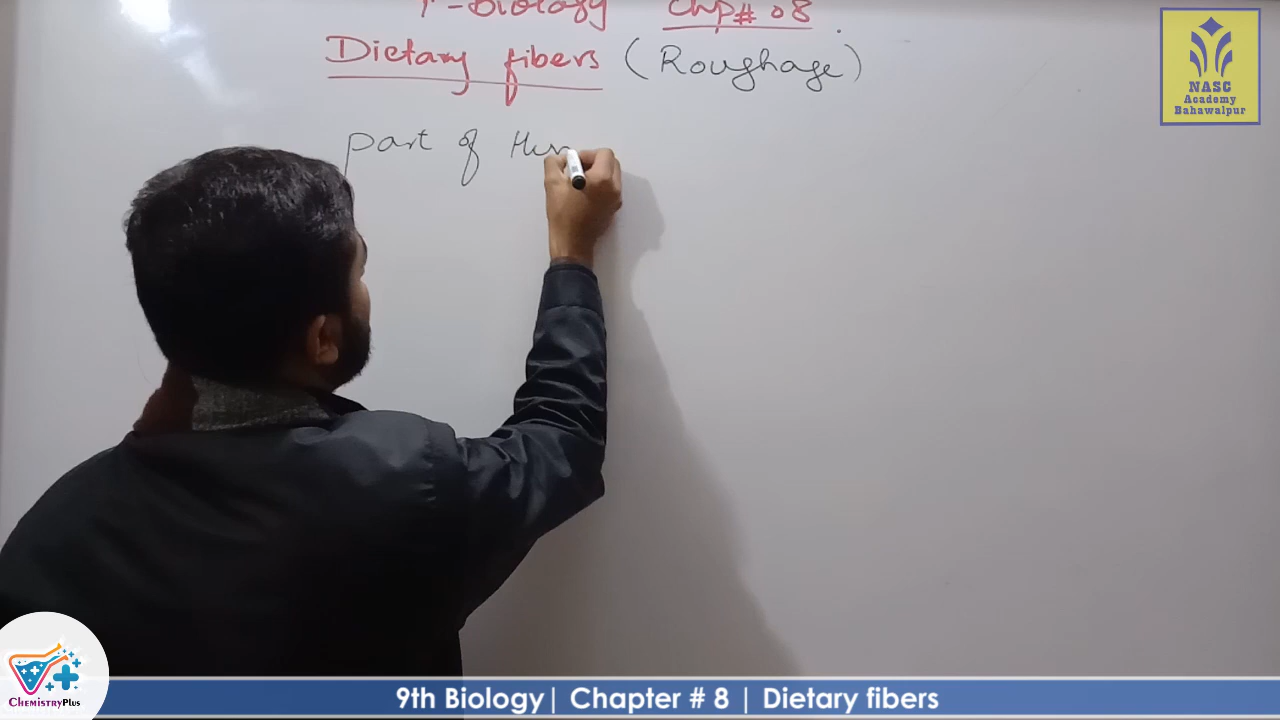 -Biology Chp# 08
Dietary fibers (Roughage)
part of Hum
NASC
Academy
Bahawalpur
CHEMISTRYPLUS
9th Biology| Chapter # 8 | Dietary fibers